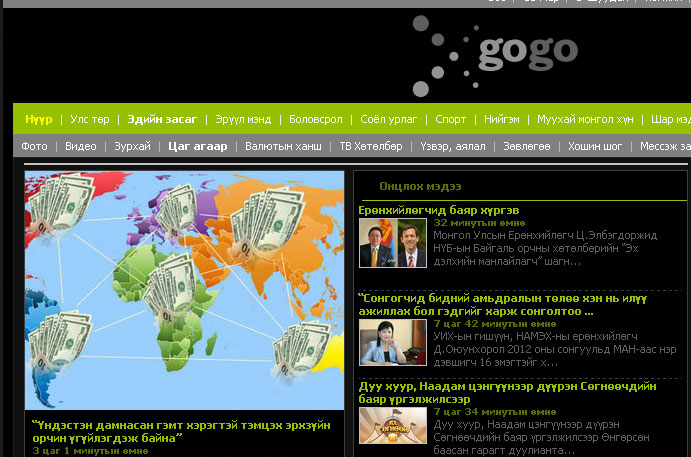 gogo
Нүүр | Улс төр | Эдийн засаг | Эрүүл мэнд | Боловсрол | Соёл урлаг | Спорт | Нийгэм | Муухай монгол хүн | Шар мэд
Фото | Видео | Зурхай | Цаг агаар | Валютын ханш | ТВ Хөтөлбөр | Үзвэр, аялал | Зөвлөгөө | Хошин шог | Мессэж за
Онцлох мэдээ
Ерөнхийлөгчид баяр хүргэв
32 минутын өмнө
Монгол Улсын Ерөнхийлөгч Ц.Элбэгдоржид
НҮБ-ын Байгаль орчны хөтөлбөрийн "Эх
дэлхийн манлайлагч" шагн...
"Сонгогчид бидний амьдралын төлөө хэн нь илүү
ажиллах бол гэдгийг харж сонголтоо ...
7 цаг 42 минутын өмнө
УИХ-ын гишүүн, НАМЭХ-ны ерөнхийлөгч
Д.Оюунхорол 2012 оны сонгуульд МАН-аас нэр
дэвшигч 16 эмэгтэйг х...
Дуу хуур, Наадам цэнгүүнээр дүүрэн Сөгнөөчдийн
баяр үргэлжилсээр
7 цаг 34 минутын өмнө
Дуу хуур, Наадам цэнгүүнээр дүүрэн
Сөгнөөчдийн баяр үргэлжилсээр Өнгөрсөн
баасан гарагт дуулианта...
"Үндэстэн дамнасан гэмт хэрэгтэй тэмцэх эрхзүйн
орчин үгүйлэгдэж байна"
3 цаг 1 минутын өмнө